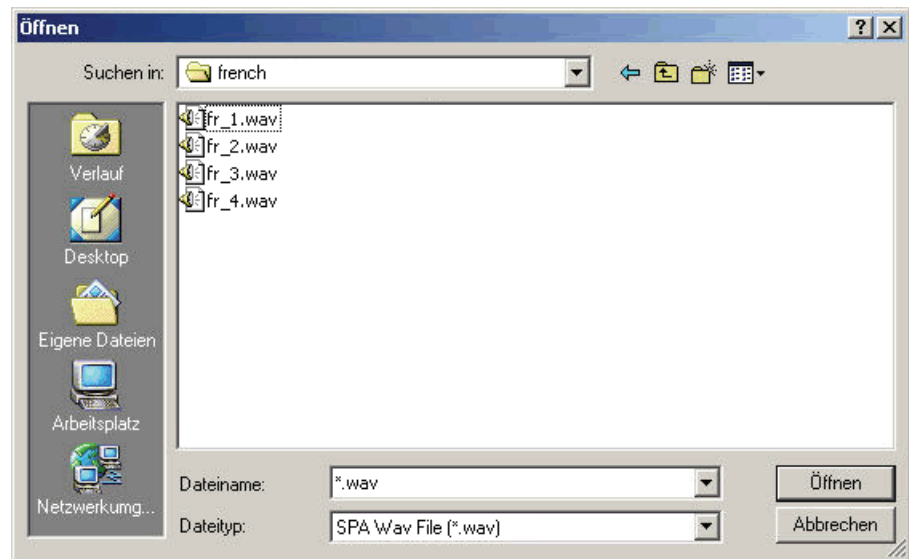 Öffnen
Suchen in: french
fr_1.wav
fr_2.wav
fr_3.wav
fr_4.wav
Verlauf
Desktop
Eigene Dateien
Arbeitsplatz
Netzwerkumg...
Dateiname: *.wav Öffnen
Dateityp: SPA Wav File (*.wav) Abbrechen